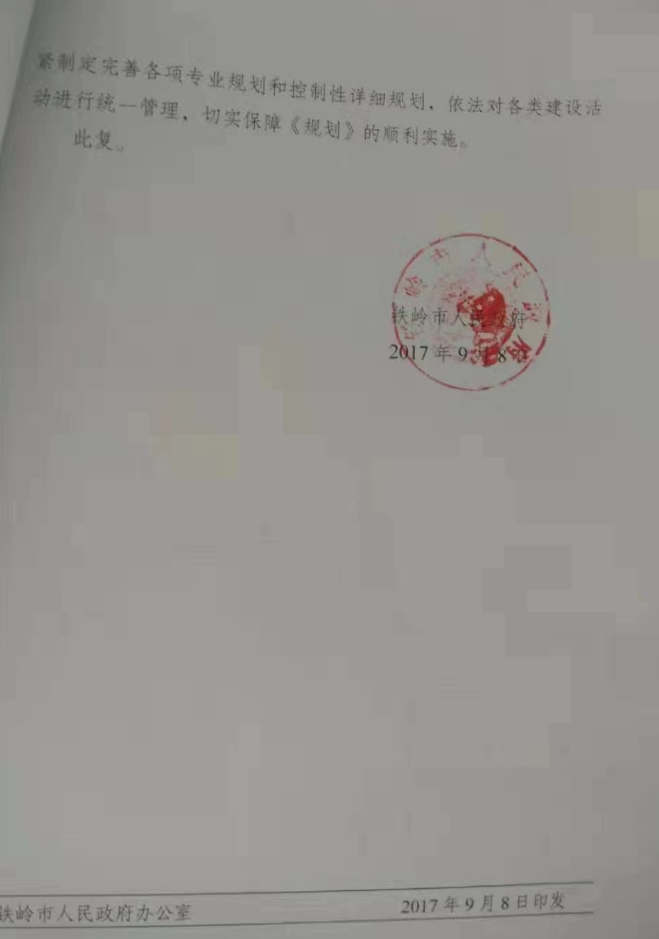 紧制定完善各项专业规划和控制性详细规划，依法对各类建设活
动进行统一管理，切实保障《规划》的顺利实施。
此复。
铁岭市人民政府
2017年9月8日
铁岭市人民政府办公室
2017年9月8日印发